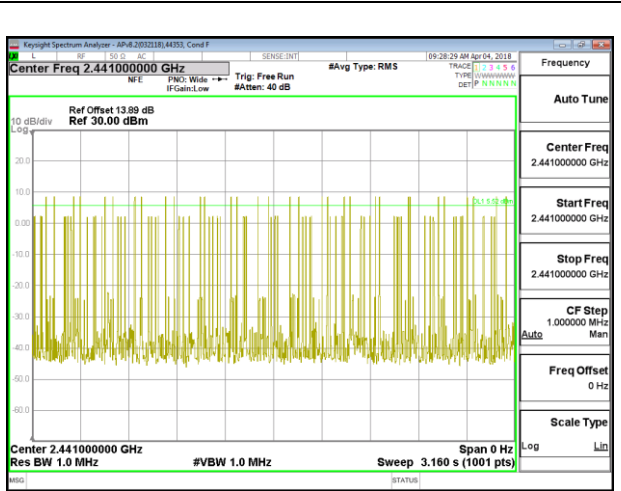 Keysight Spectrum Analyzer - APv8.2(032118),44353, Cond F
L RF 50 Ω AC SENSE:INT 09:28:29 AM Apr 04, 2018
Center Freq 2.441000000 GHz
NFE
PNO: Wide
IFGain:Low
Trig: Free Run
#Atten: 40 dB
#Avg Type: RMS
TRACE 1 2 3 4 5 6
TYPE WWWWWW
DET P N N N N N
Ref Offset 13.89 dB
10 dB/div Ref 30.00 dBm
Log
20.0
10.0
0.00
-10.0
-20.0
-30.0
-40.0
-50.0
-60.0
DL1 5.52 dBm
Center 2.441000000 GHz Span 0 Hz
Res BW 1.0 MHz #VBW 1.0 MHz Sweep 3.160 s (1001 pts)
MSG STATUS
Frequency
Auto Tune
Center Freq
2.441000000 GHz
Start Freq
2.441000000 GHz
Stop Freq
2.441000000 GHz
CF Step
1.000000 MHz
Auto Man
Freq Offset
0 Hz
Scale Type
Log Lin